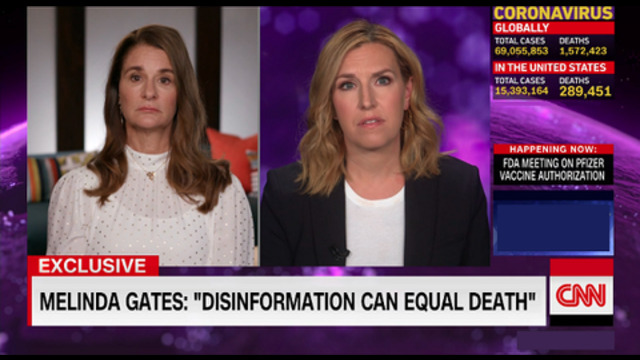 CORONAVIRUS
GLOBALLY
TOTAL CASES DEATHS
69,055,853 1,572,423
IN THE UNITED STATES
TOTAL CASES DEATHS
15,393,164 289,451
HAPPENING NOW:
FDA MEETING ON PFIZER
VACCINE AUTHORIZATION
EXCLUSIVE
MELINDA GATES: "DISINFORMATION CAN EQUAL DEATH"
CNN